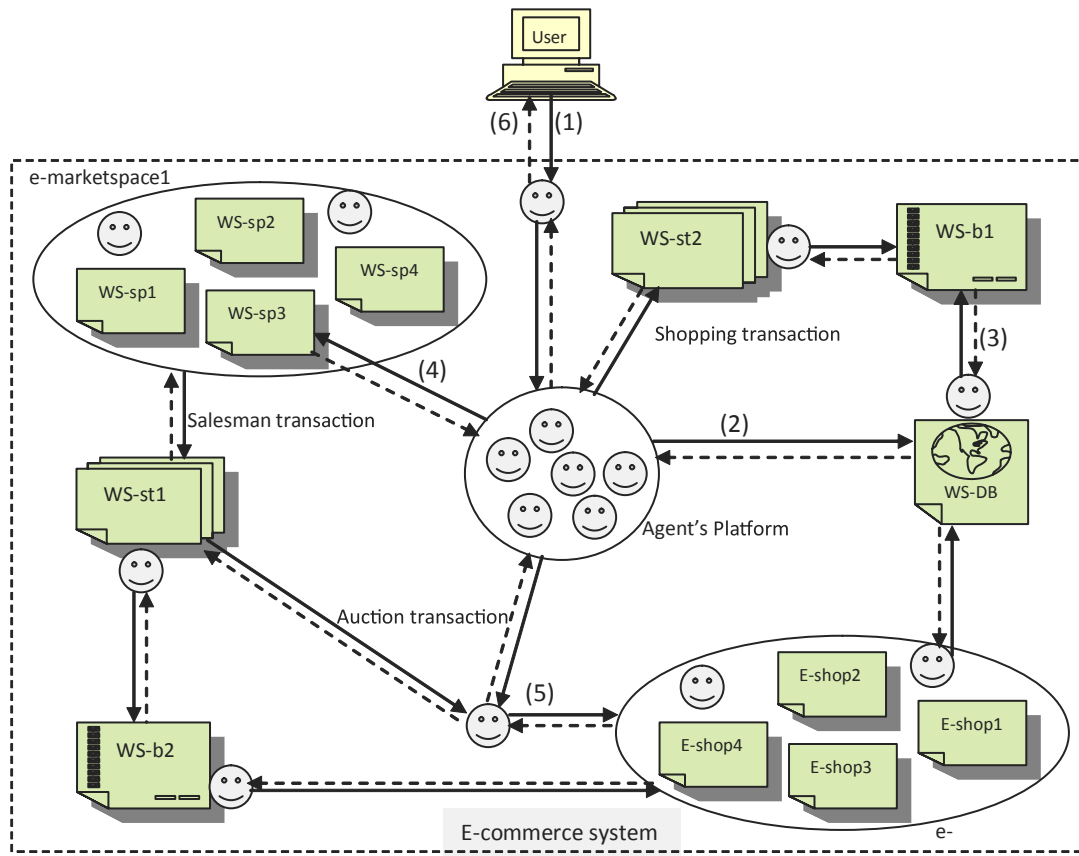 User
(6)
(1)
e-marketspace1
WS-sp2
WS-sp4
WS-sp1
WS-sp3
WS-st2
WS-b1
Shopping transaction
(3)
(4)
Salesman transaction
(2)
WS-st1
WS-DB
Agent's Platform
Auction transaction
E-shop2
(5)
E-shop1
E-shop4
E-shop3
WS-b2
E-commerce system
e-